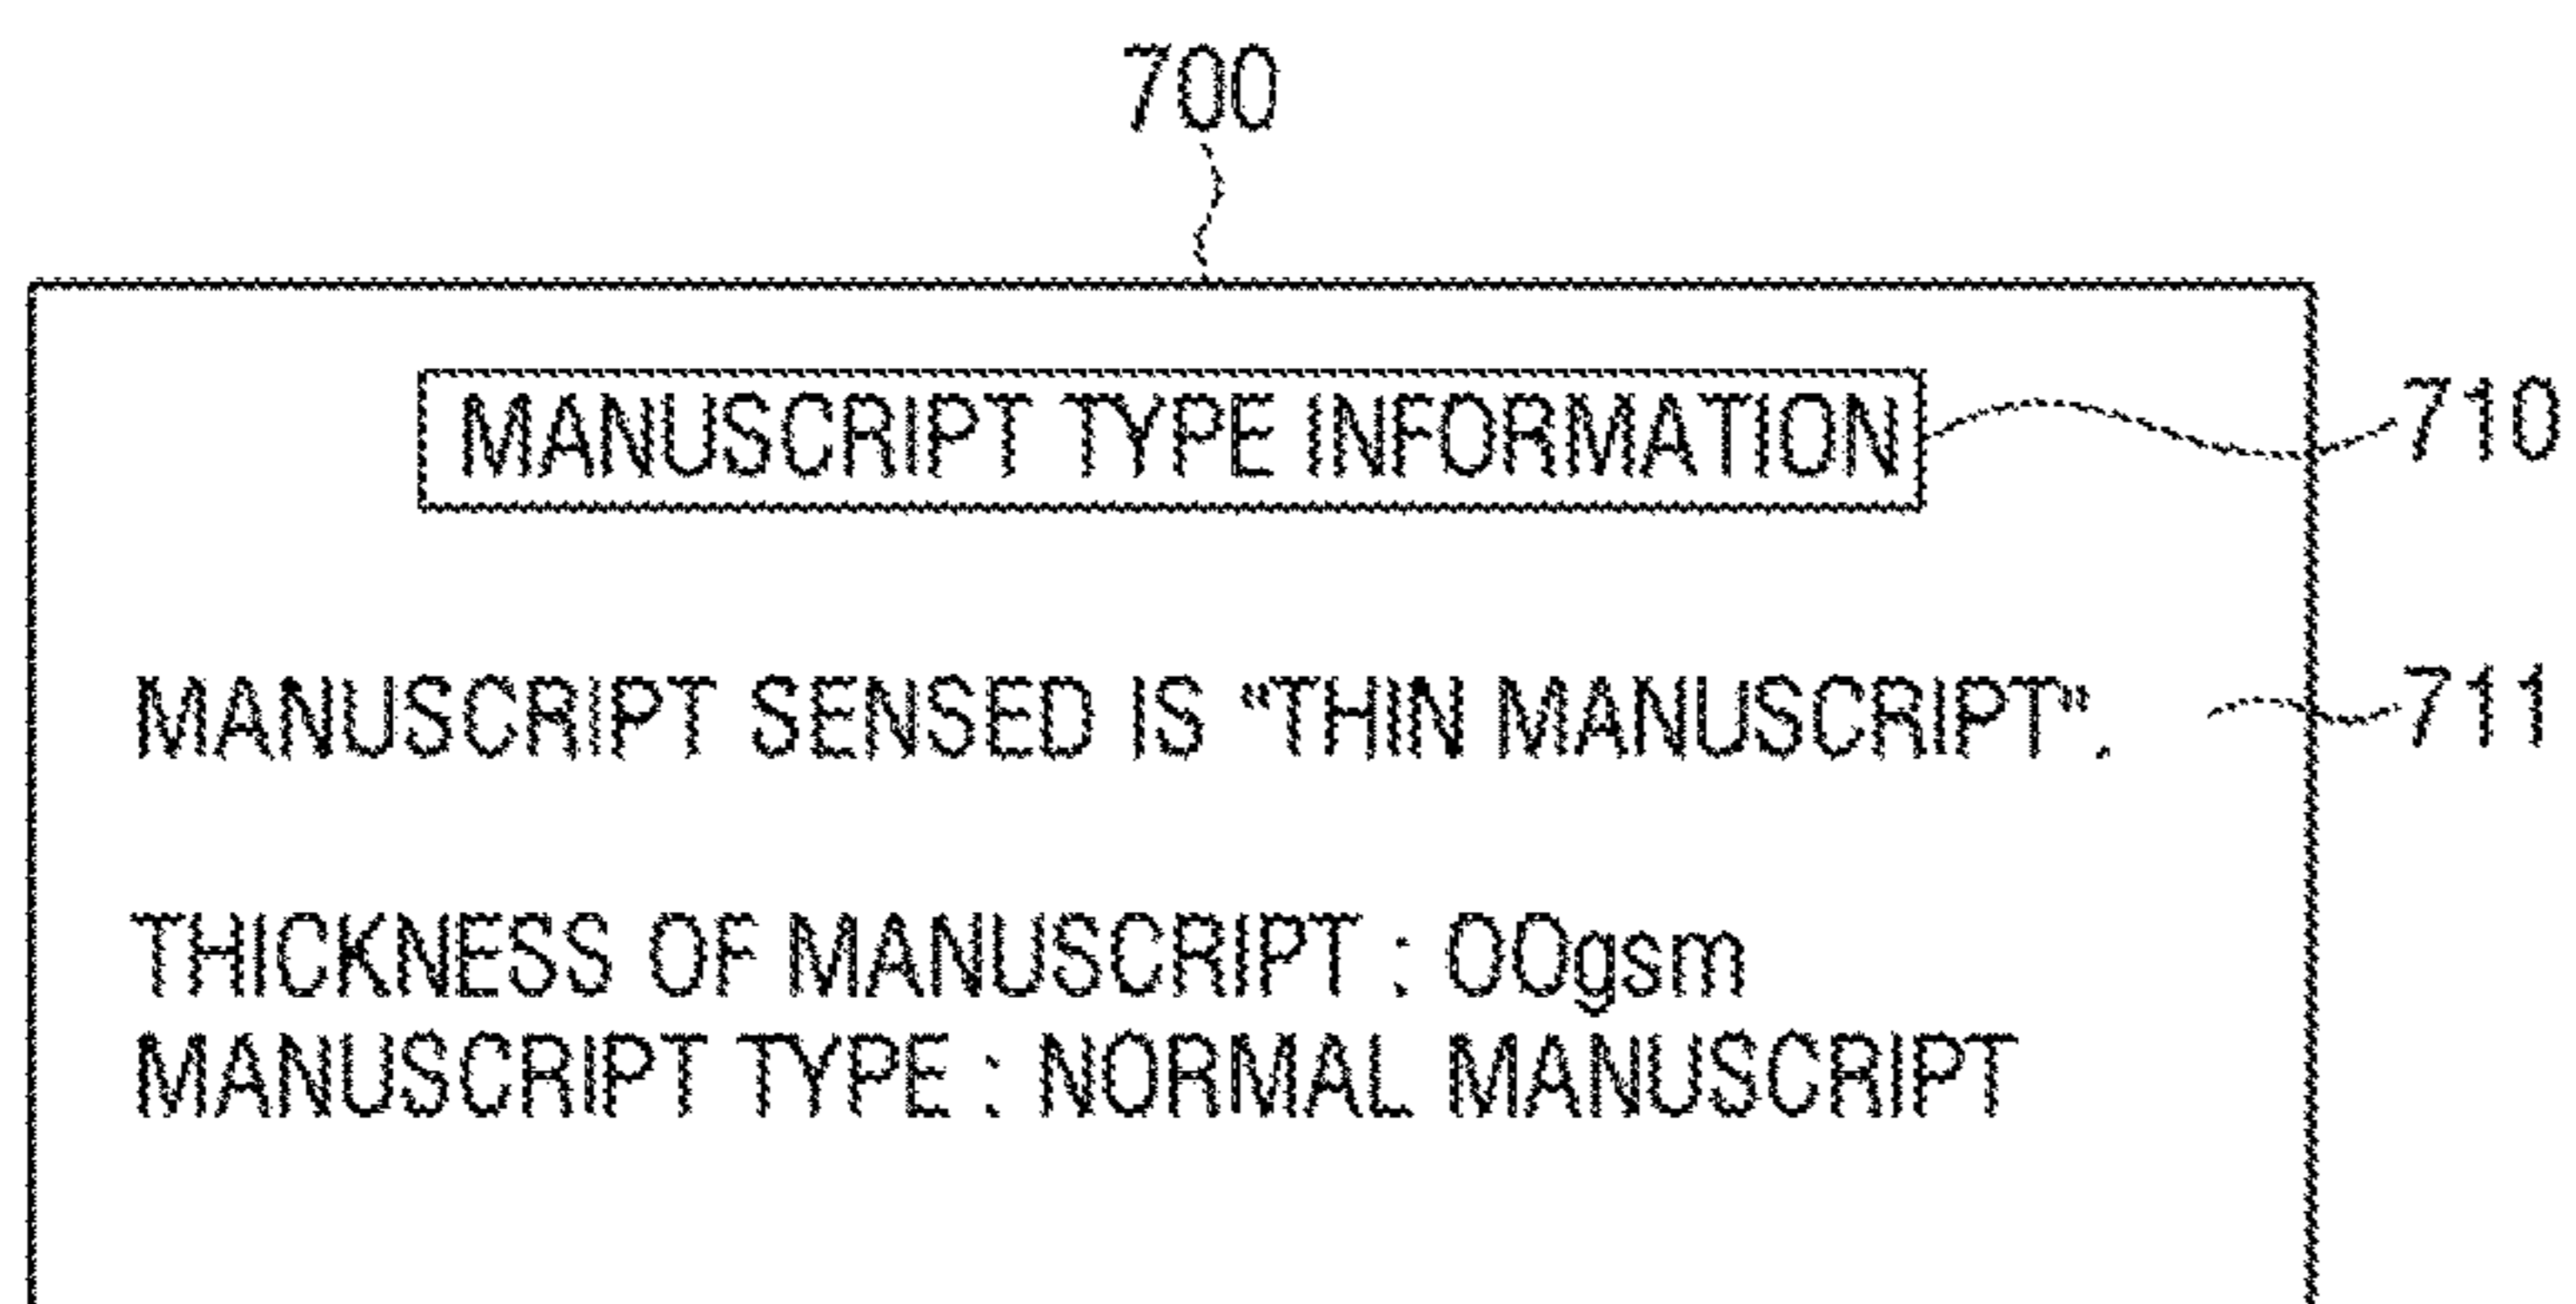 700
MANUSCRIPT TYPE INFORMATION 710
MANUSCRIPT SENSED IS “THIN MANUSCRIPT”. 711
THICKNESS OF MANUSCRIPT : OOgsm
MANUSCRIPT TYPE : NORMAL MANUSCRIPT